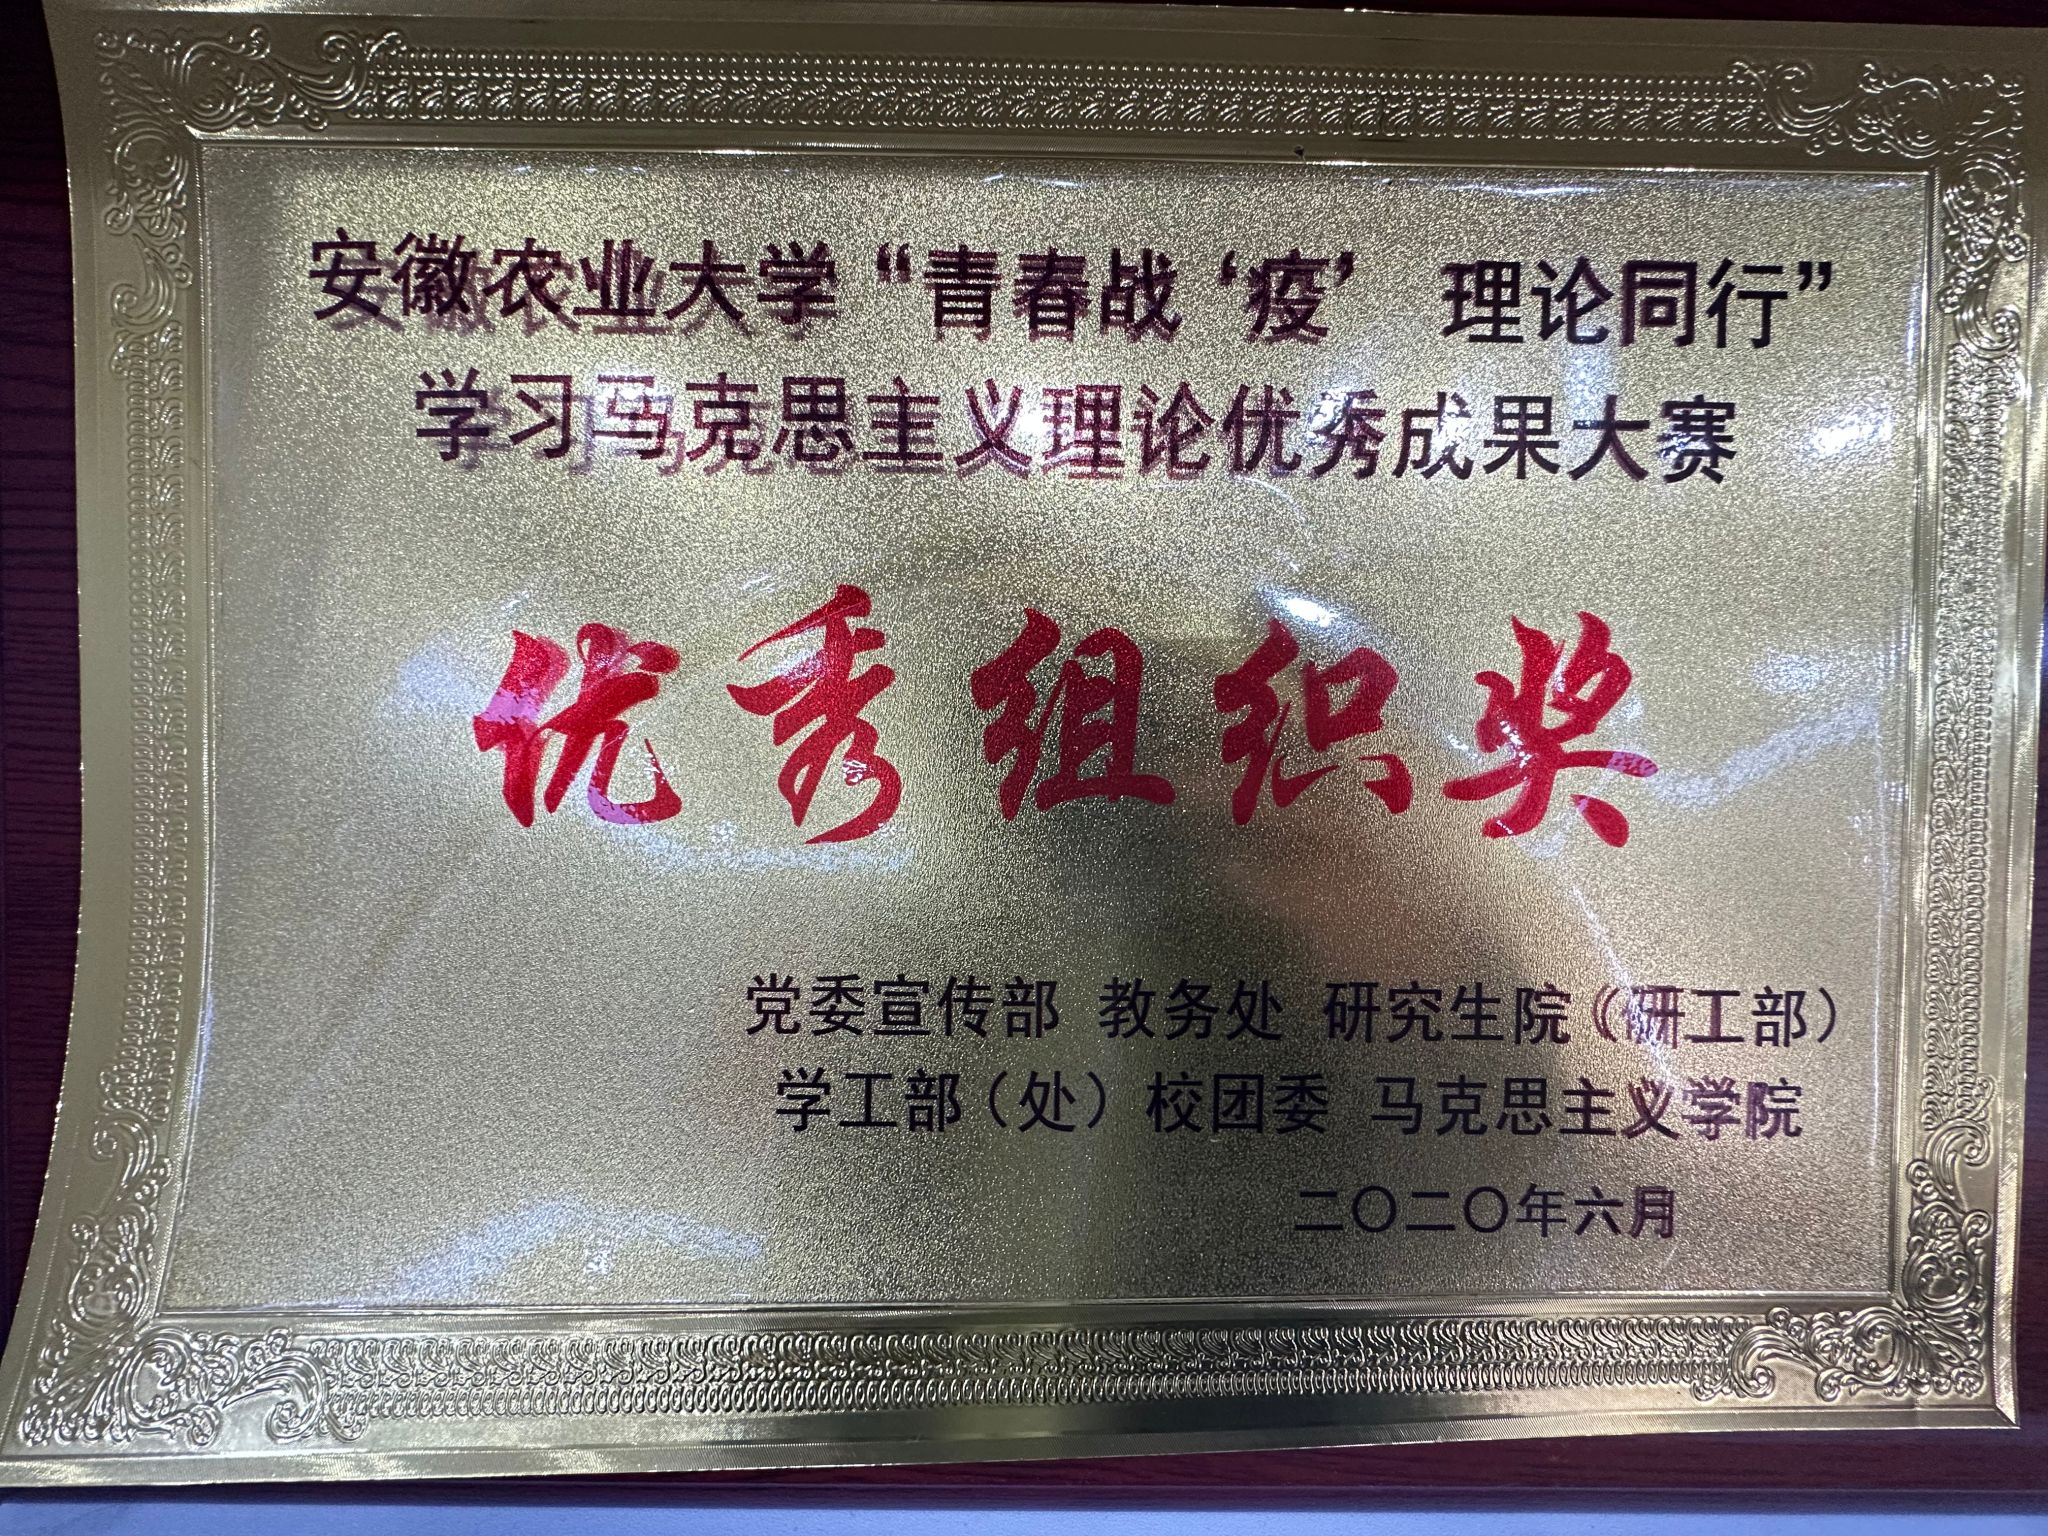 安徽农业大学“青春战‘疫’ 理论同行”
学习马克思主义理论优秀成果大赛
优秀组织奖
党委宣传部 教务处 研究生院（研工部）
学工部（处）校团委 马克思主义学院
二〇二〇年六月